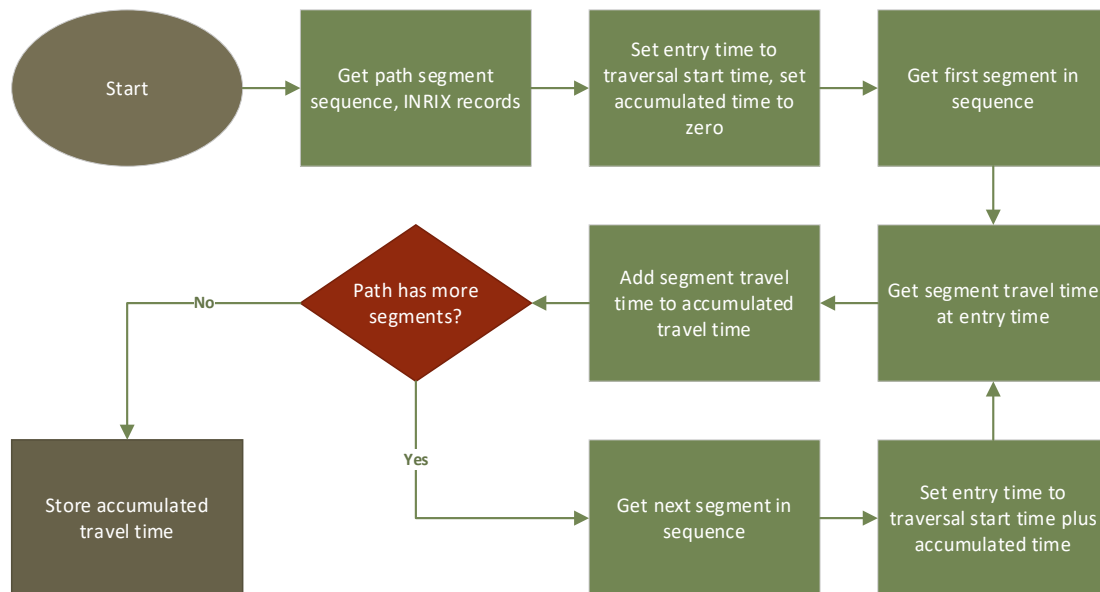 Start
Get path segment
sequence, INRIX records
Set entry time to
traversal start time, set
accumulated time to
zero
Get first segment in
sequence
Path has more
segments?
Add segment travel
time to accumulated
travel time
Get segment travel time
at entry time
No
Yes
Store accumulated
travel time
Get next segment in
sequence
Set entry time to
traversal start time plus
accumulated time